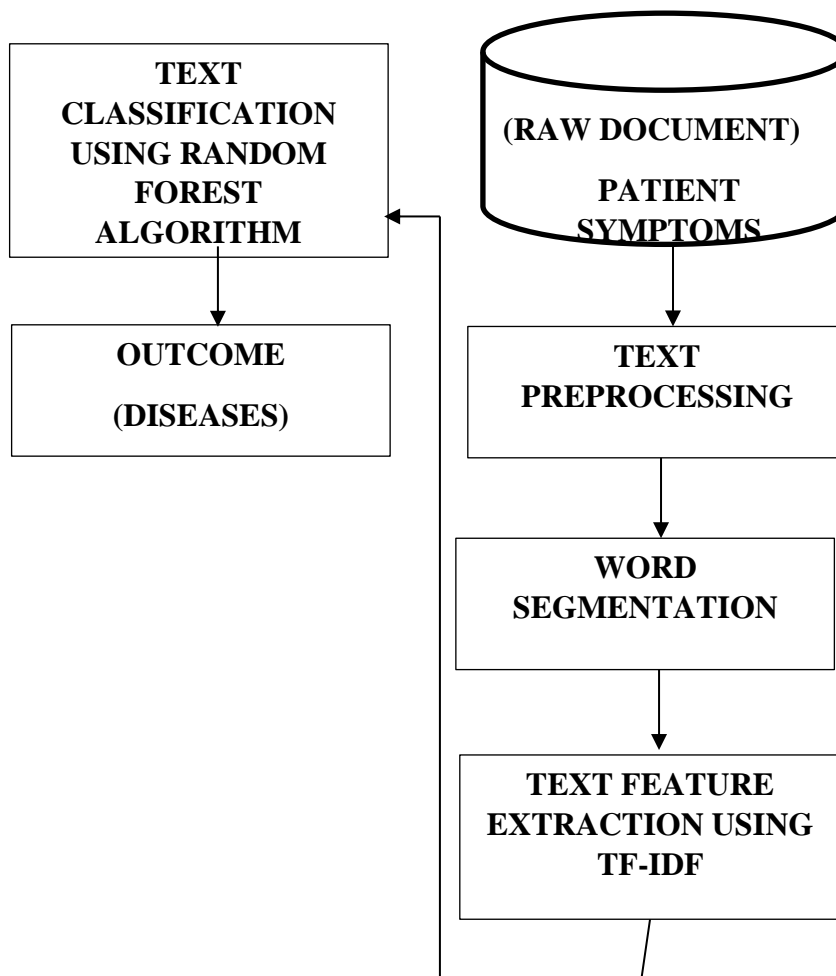 TEXT
CLASSIFICATION
USING RANDOM
FOREST
ALGORITHM
OUTCOME
(DISEASES)
(RAW DOCUMENT)
PATIENT
SYMPTOMS
TEXT
PREPROCESSING
WORD
SEGMENTATION
TEXT FEATURE
EXTRACTION USING
TF-IDF